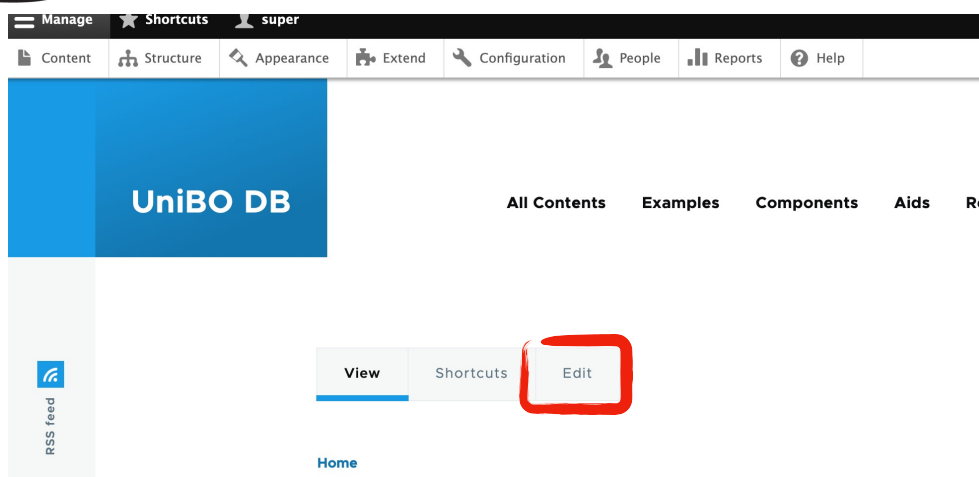 Manage Shortcuts super
Content Structure Appearance Extend Configuration People Reports Help
UniBO DB
All Contents Examples Components Aids
View Shortcuts Edit
RSS feed
Home